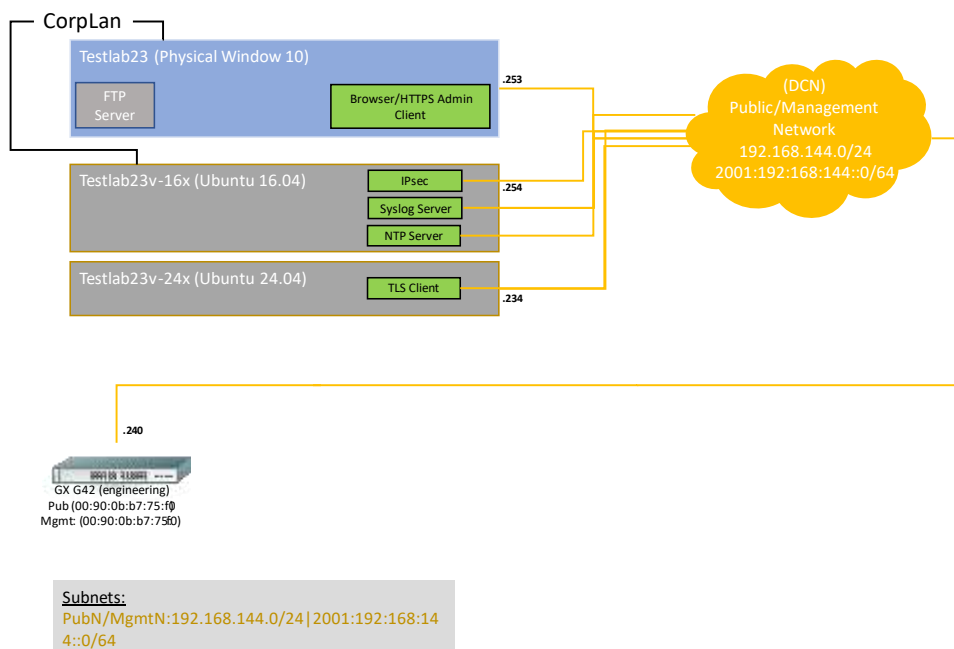 CorpLan
Testlab23 (Physical Window 10)
FTP
Server
Browser/HTTPS Admin
Client
.253
(DCN)
Public/Management
Network
192.168.144.0/24
2001:192:168:144::0/64
Testlab23v-16x (Ubuntu 16.04)
IPsec
.254
Syslog Server
NTP Server
Testlab23v-24x (Ubuntu 24.04)
TLS Client
.234
.240
GX G42 (engineering)
Pub (00:90:0b:b7:75:f0)
Mgmt: (00:90:0b:b7:75f0)
Subnets:
PubN/MgmtN:192.168.144.0/24|2001:192:168:14
4::0/64